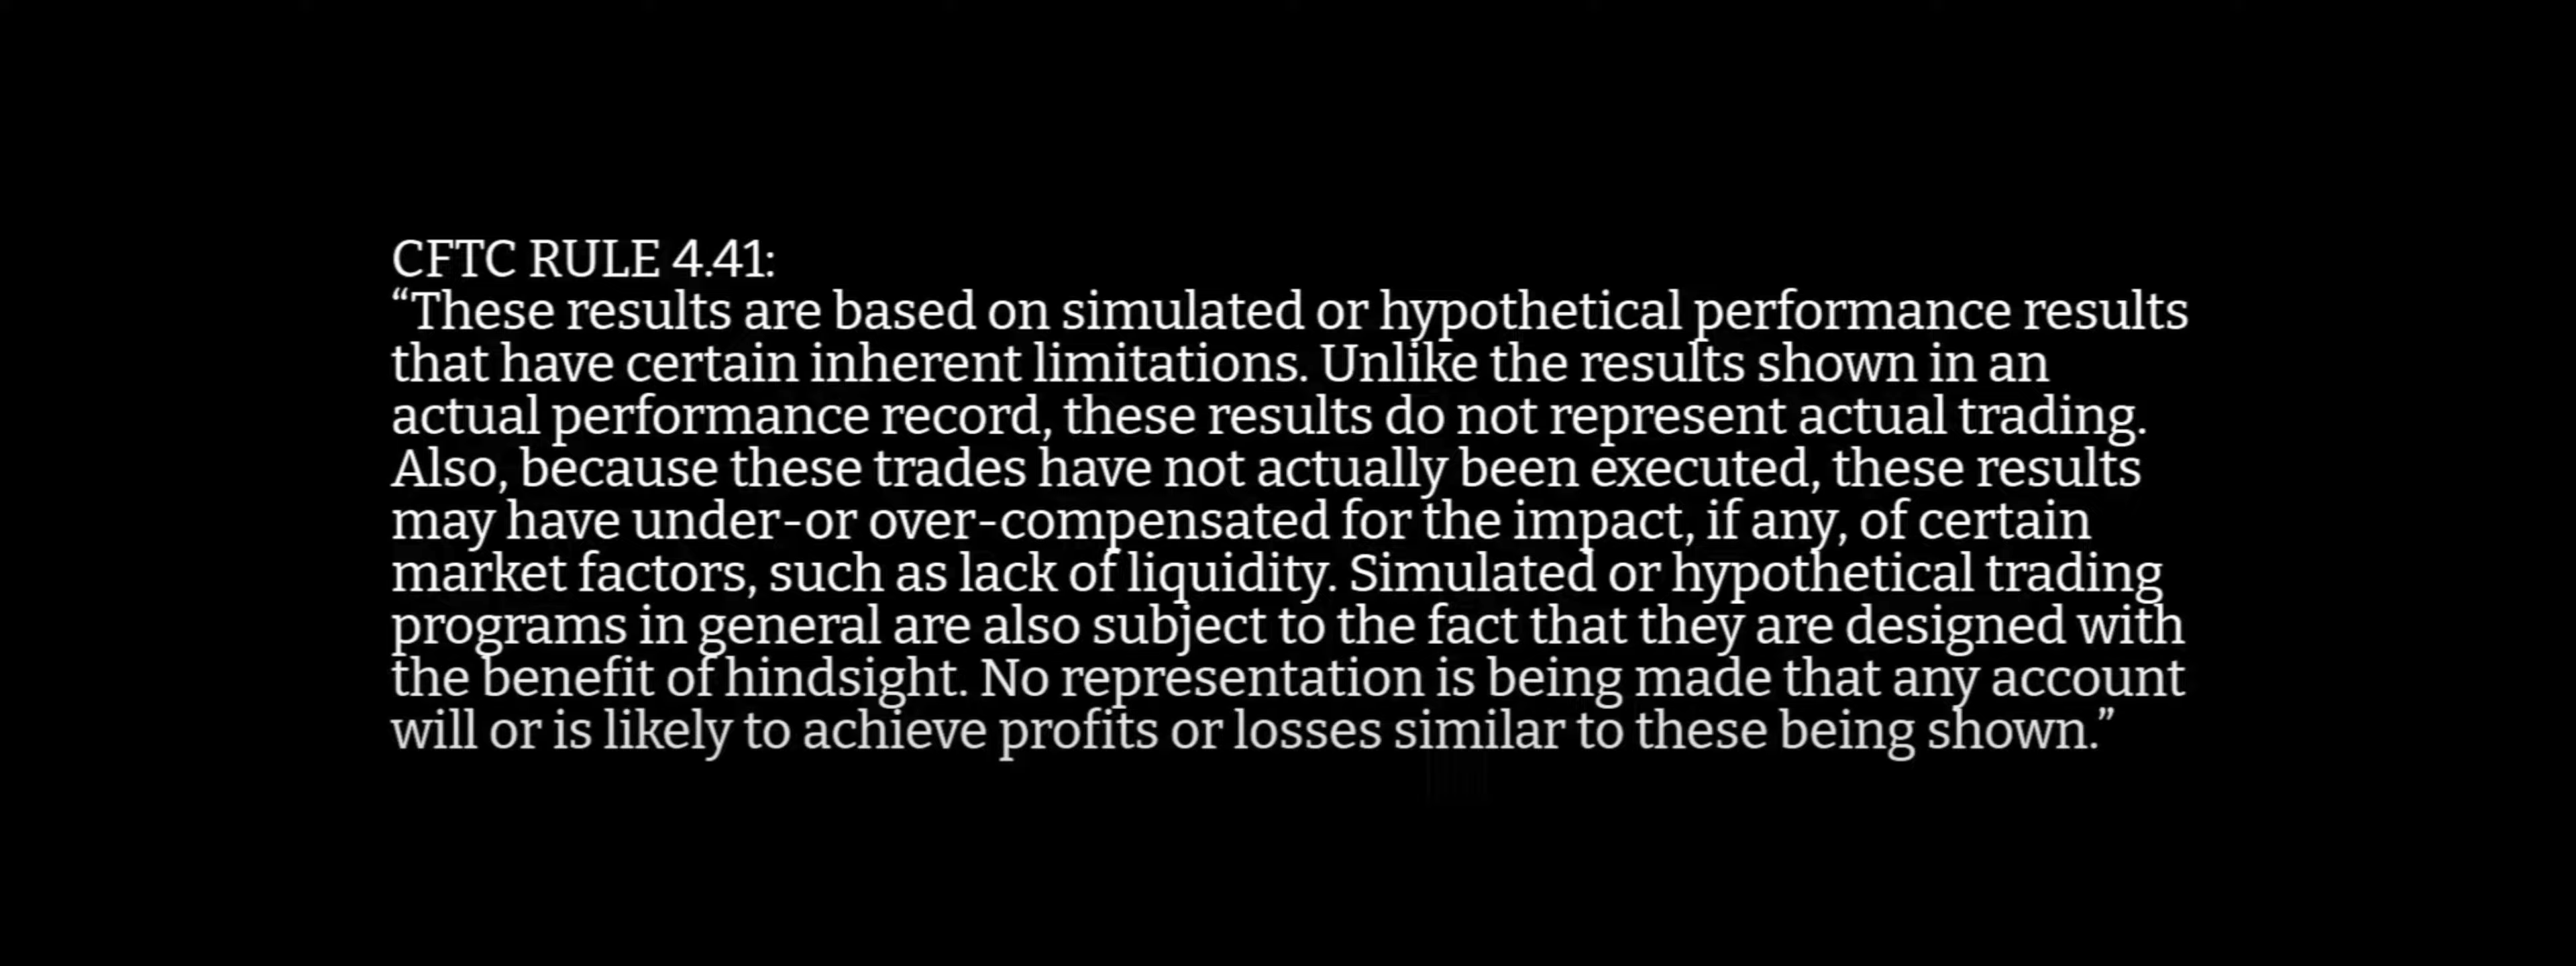 CFTC RULE 4.41:
“These results are based on simulated or hypothetical performance results
that have certain inherent limitations. Unlike the results shown in an
actual performance record, these results do not represent actual trading.
Also, because these trades have not actually been executed, these results
may have under-or over-compensated for the impact, if any, of certain
market factors, such as lack of liquidity. Simulated or hypothetical trading
programs in general are also subject to the fact that they are designed with
the benefit of hindsight. No representation is being made that any account
will or is likely to achieve profits or losses similar to these being shown.”